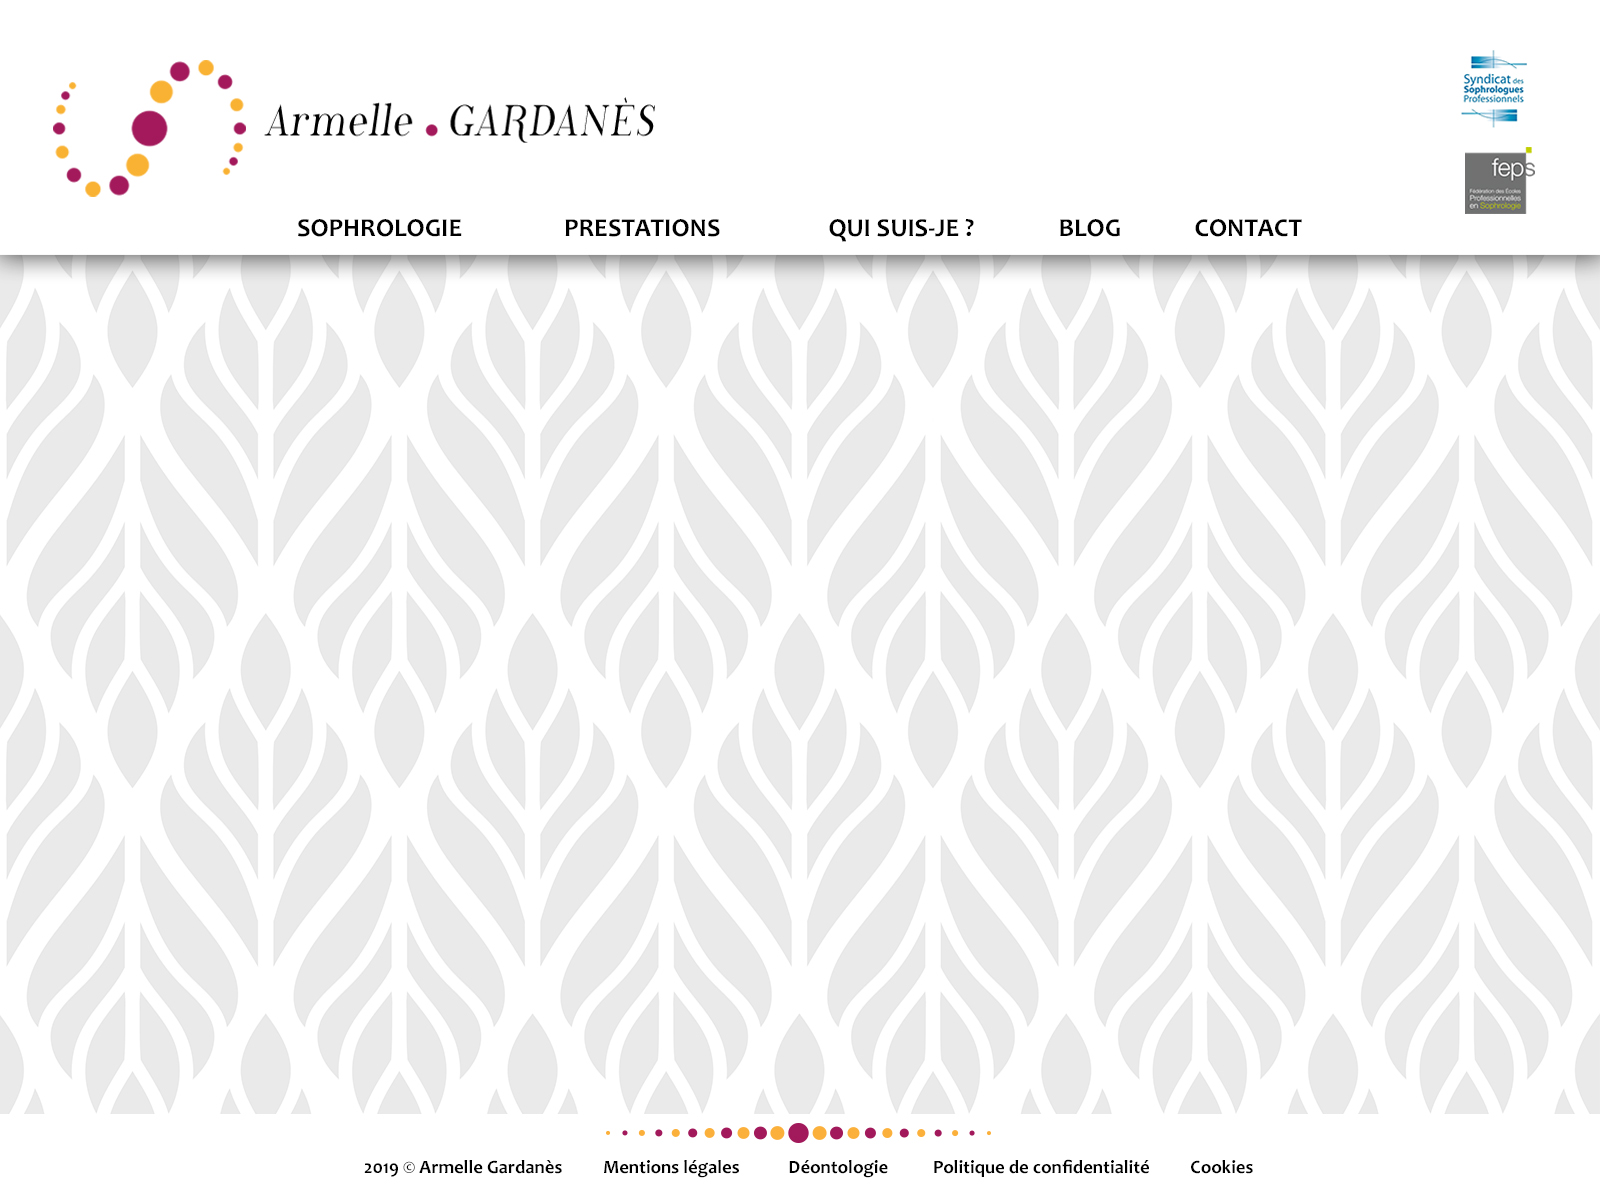 Armelle . GARDANÈS
Syndicat des
Sophrologues
Professionnels
feps
Fédération des Écoles
Professionnelles
en Sophrologie
SOPHROLOGIE PRESTATIONS QUI SUIS-JE ? BLOG CONTACT
2019 © Armelle Gardanès Mentions légales Déontologie Politique de confidentialité Cookies